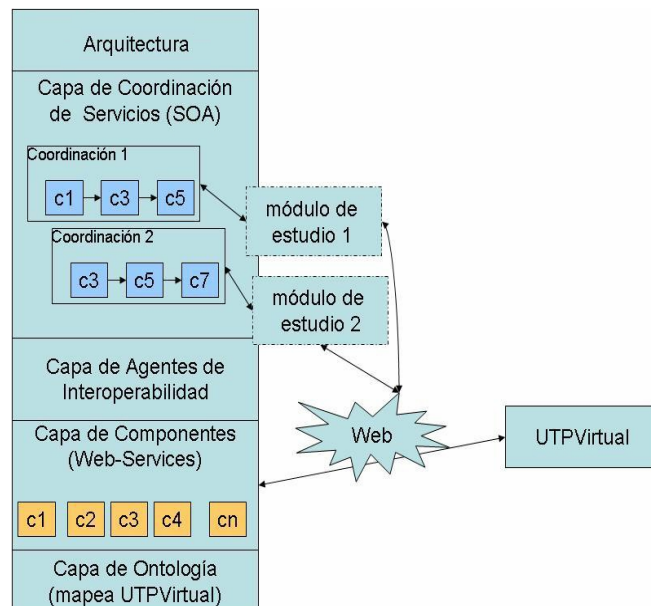 Arquitectura
Capa de Coordinación
de Servicios (SOA)
Coordinación 1
c1 c3 c5
módulo de
estudio 1
Coordinación 2
c3 c5 c7
módulo de
estudio 2
Capa de Agentes de
Interoperabilidad
Capa de Componentes
(Web-Services)
Web
UTPVirtual
c1 c2 c3 c4 cn
Capa de Ontología
(mapea UTPVirtual)